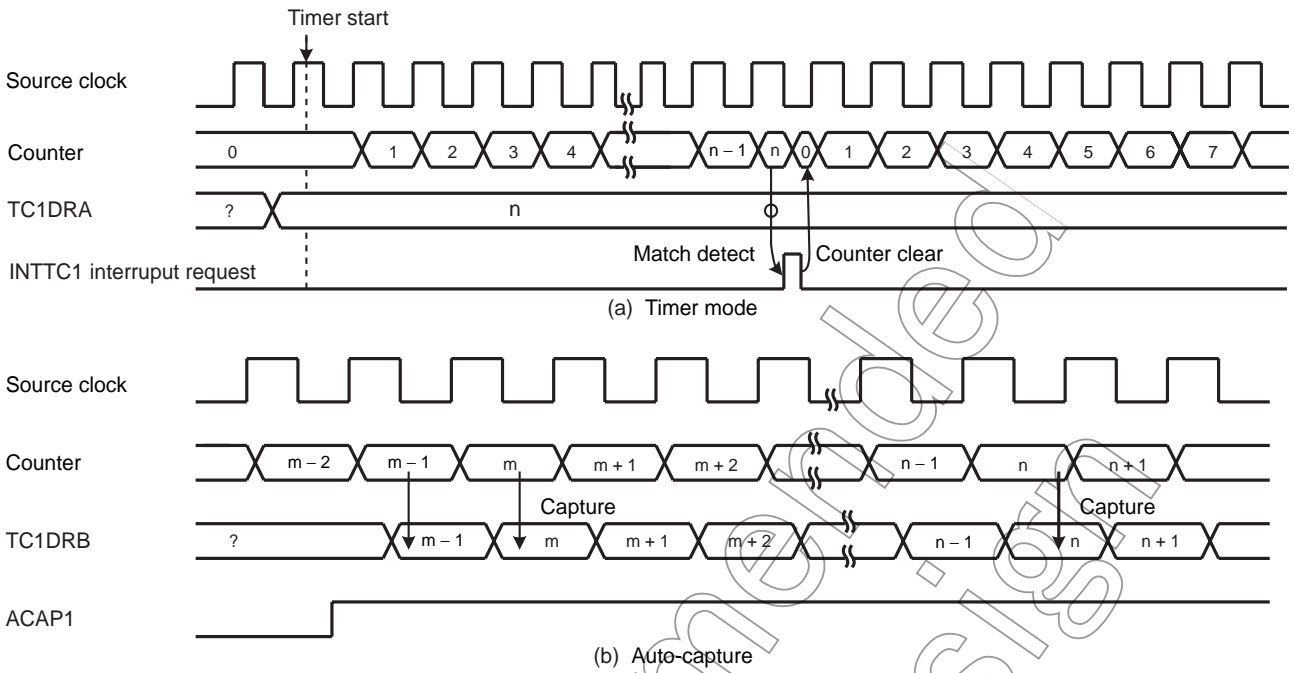 Timer start
Source clock
Counter 0 1 2 3 4 n – 1 n 0 1 2 3 4 5 6 7
TC1DRA ? n
Match detect Counter clear
INTTC1 interruput request
(a) Timer mode
Source clock
Counter m – 2 m – 1 m m + 1 m + 2 n – 1 n n + 1
Capture Capture
TC1DRB ? m – 1 m m + 1 m + 2 n – 1 n n + 1
ACAP1
(b) Auto-capture